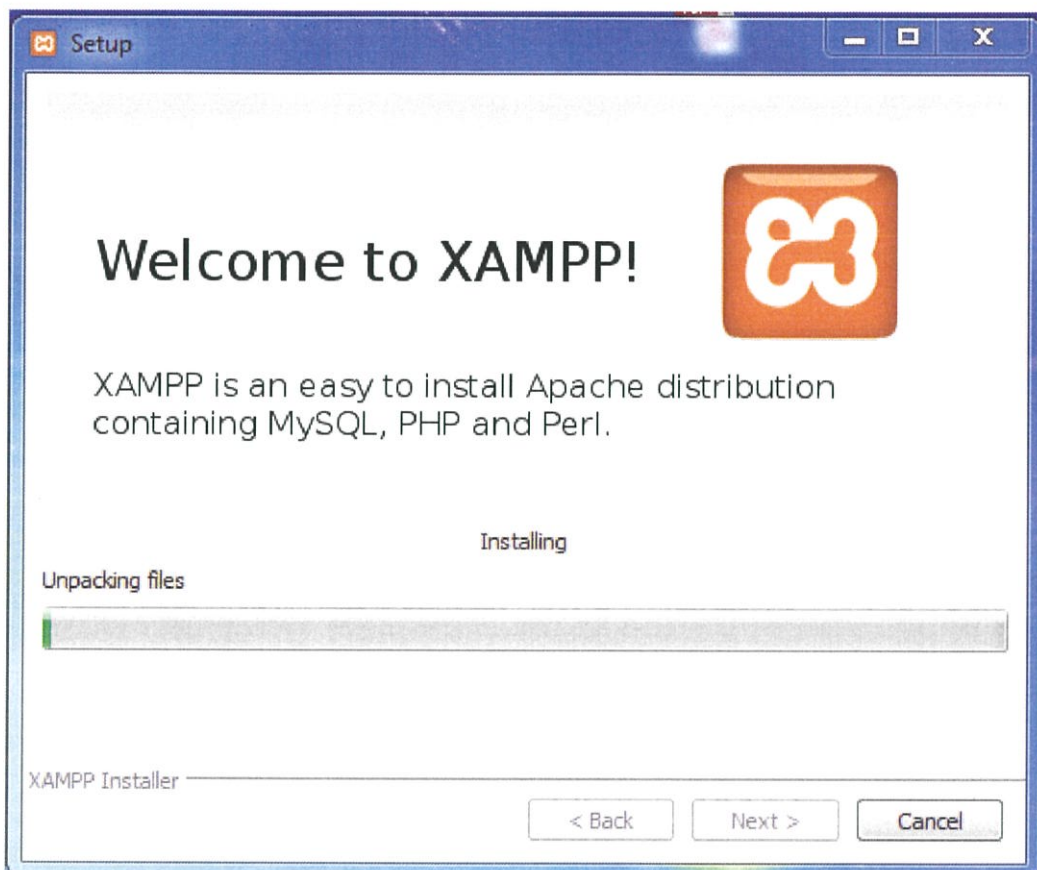 Setup
Welcome to XAMPP!
XAMPP is an easy to install Apache distribution
containing MySQL, PHP and Perl.
Installing
Unpacking files
XAMPP Installer
< Back
Next >
Cancel